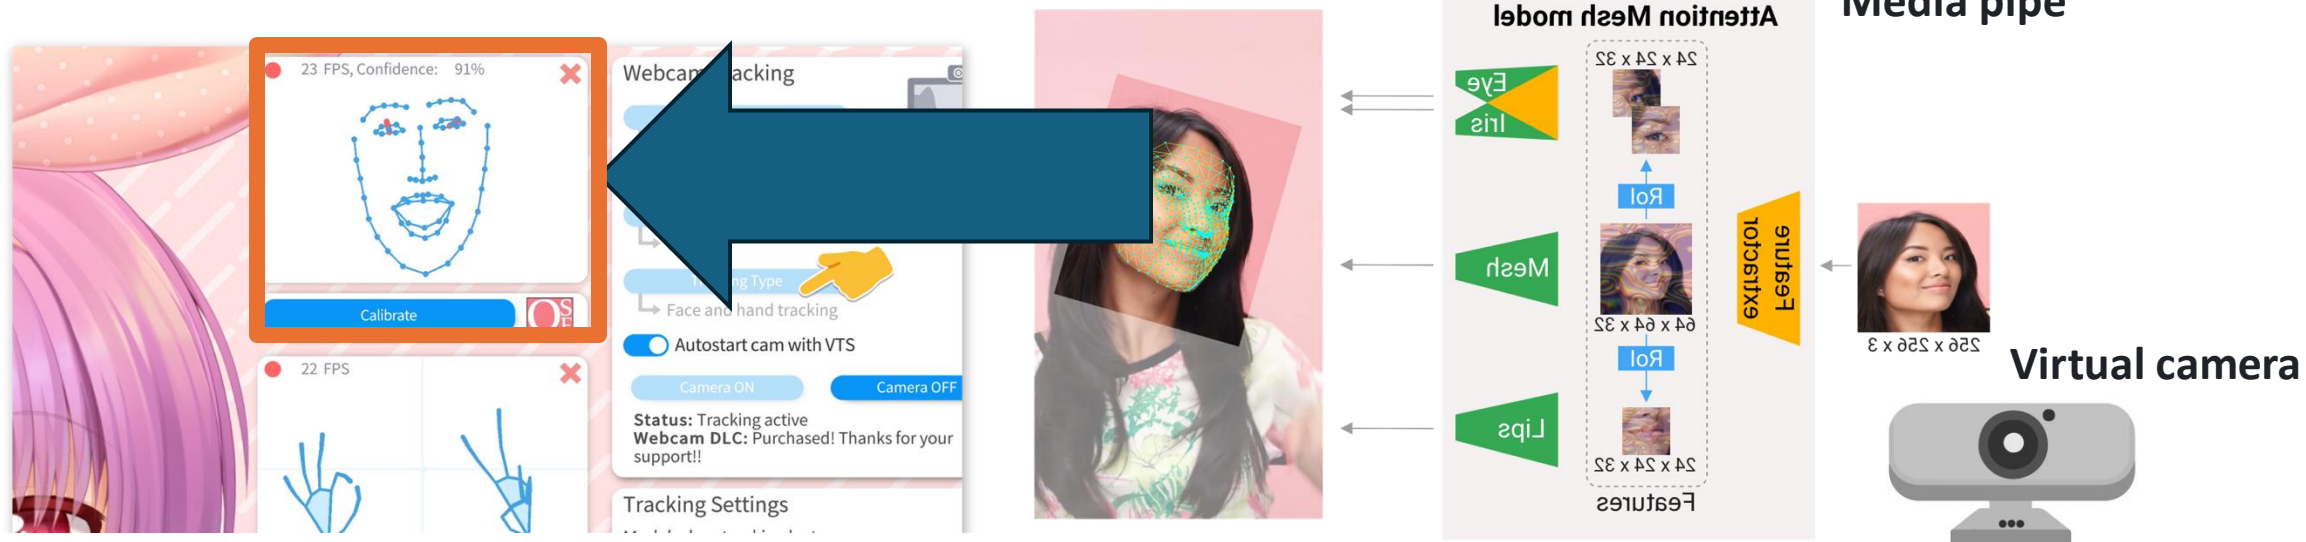 23 FPS, Confidence: 91%
Calibrate
22 FPS
Webcam
acking
ng Type
Face and hand tracking
Autostart cam with VTS
Camera ON
Camera OFF
Status: Tracking active
Webcam DLC: Purchased! Thanks for your
support!!
Tracking Settings
Attention Mesh model
24 x 24 x 32
Eye
Iris
RoI
Mesh
64 x 64 x 32
RoI
Lips
24 x 24 x 32
Features
Feature
extractor
256 x 256 x 3
Media pipe
Virtual camera